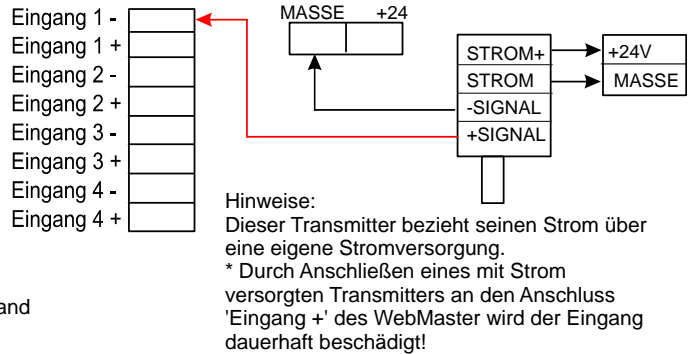 Eingang 1 -
Eingang 1 +
Eingang 2 -
Eingang 2 +
Eingang 3 -
Eingang 3 +
Eingang 4 -
Eingang 4 +
MASSE +24
STROM+
STROM
-SIGNAL
+SIGNAL
+24V
MASSE
Hinweise:
Dieser Transmitter bezieht seinen Strom über
eine eigene Stromversorgung.
* Durch Anschließen eines mit Strom
versorgten Transmitters an den Anschluss
'Eingang +' des WebMaster wird der Eingang
dauerhaft beschädigt!
and